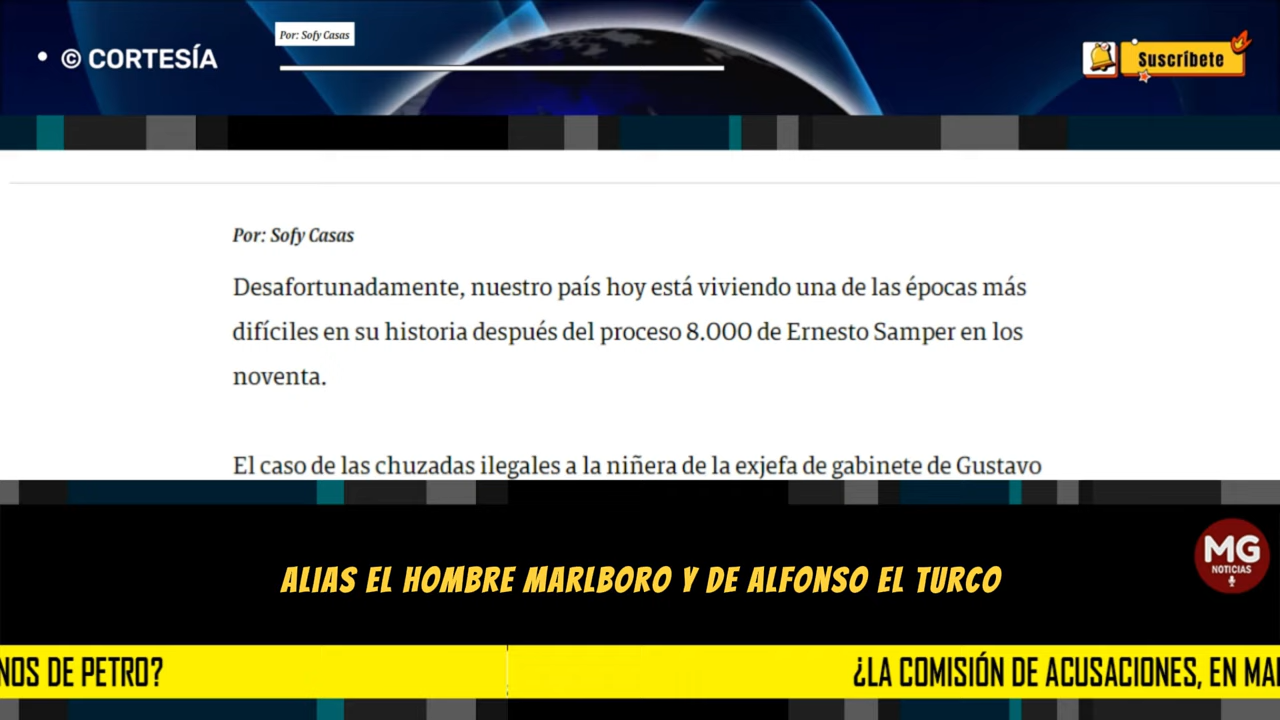 • © CORTESÍA
Por: Sofy Casas
Suscríbete
Por: Sofy Casas
Desafortunadamente, nuestro país hoy está viviendo una de las épocas más
difíciles en su historia después del proceso 8.000 de Ernesto Samper en los
noventa.
El caso de las chuzadas ilegales a la niñera de la exjefa de gabinete de Gustavo
MG
NOTICIAS
ALIAS EL HOMBRE MARLBORO Y DE ALFONSO EL TURCO
NOS DE PETRO?
¿LA COMISIÓN DE ACUSACIONES, EN MA